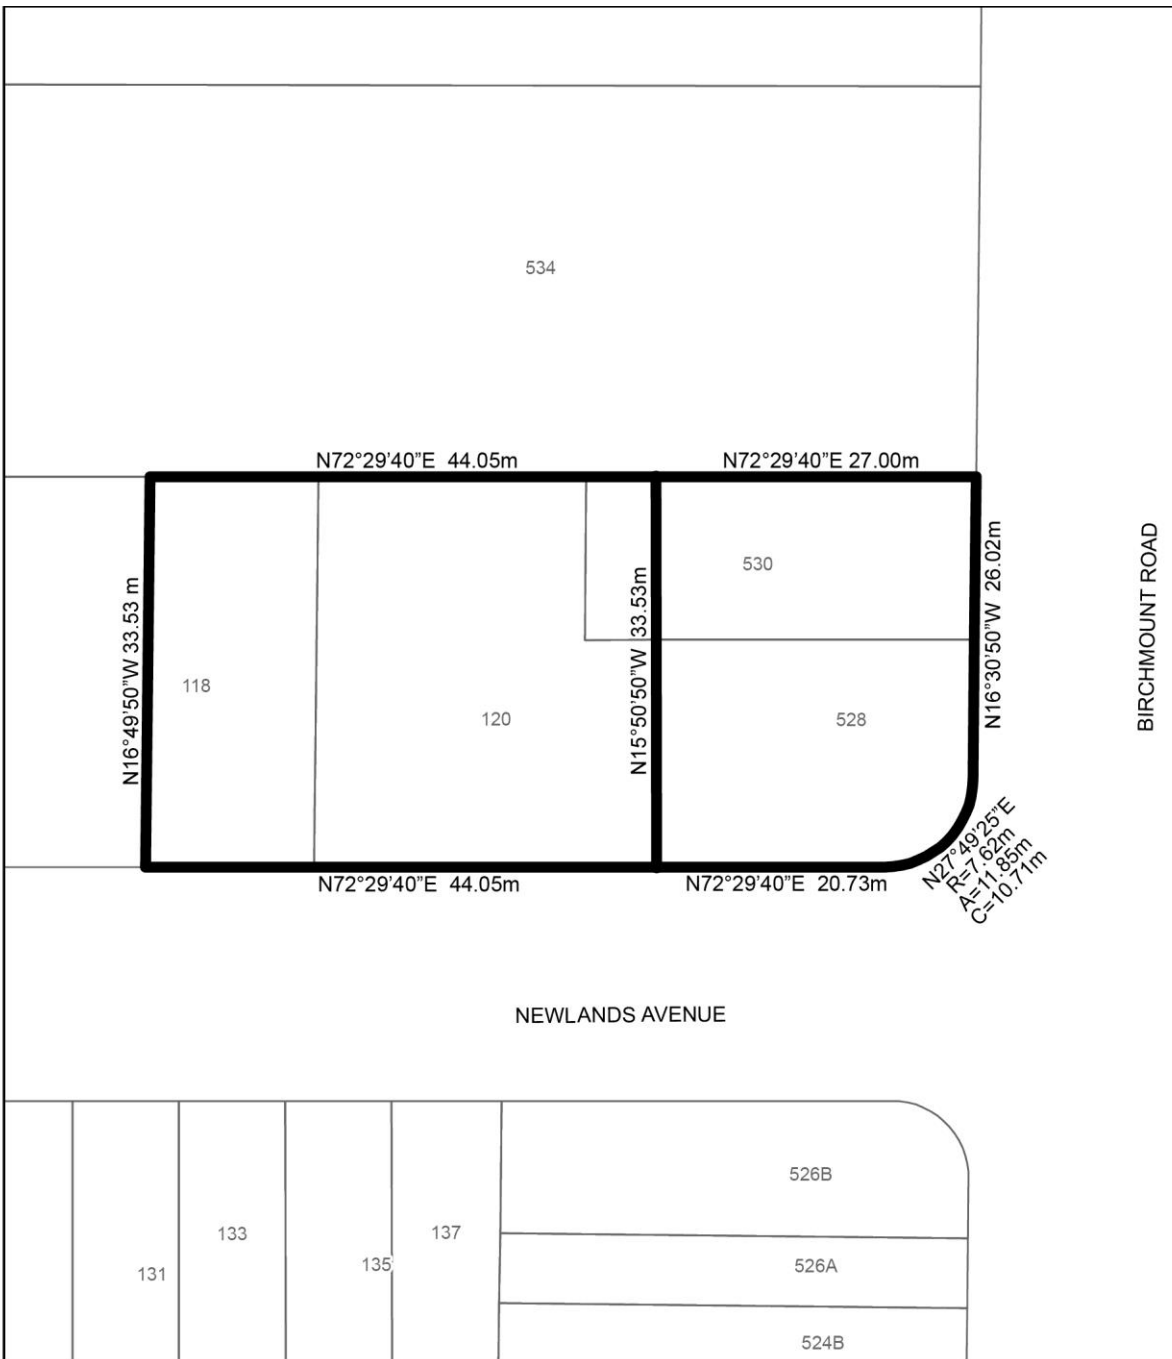 534
N72°29'40”E 44.05m
N72°29'40”E 27.00m
N16°49'50”W 33.53 m
118
120
N15°50'50”W 33.53m
530
528
N16°30'50”W 26.02m
BIRCHMOUNT ROAD
N72°29'40”E 44.05m
N72°29'40”E 20.73m
N27°49'25”E
R=7.62m
A=11.85m
C=10.71m
NEWLANDS AVENUE
131
133
135
137
526B
526A
524B